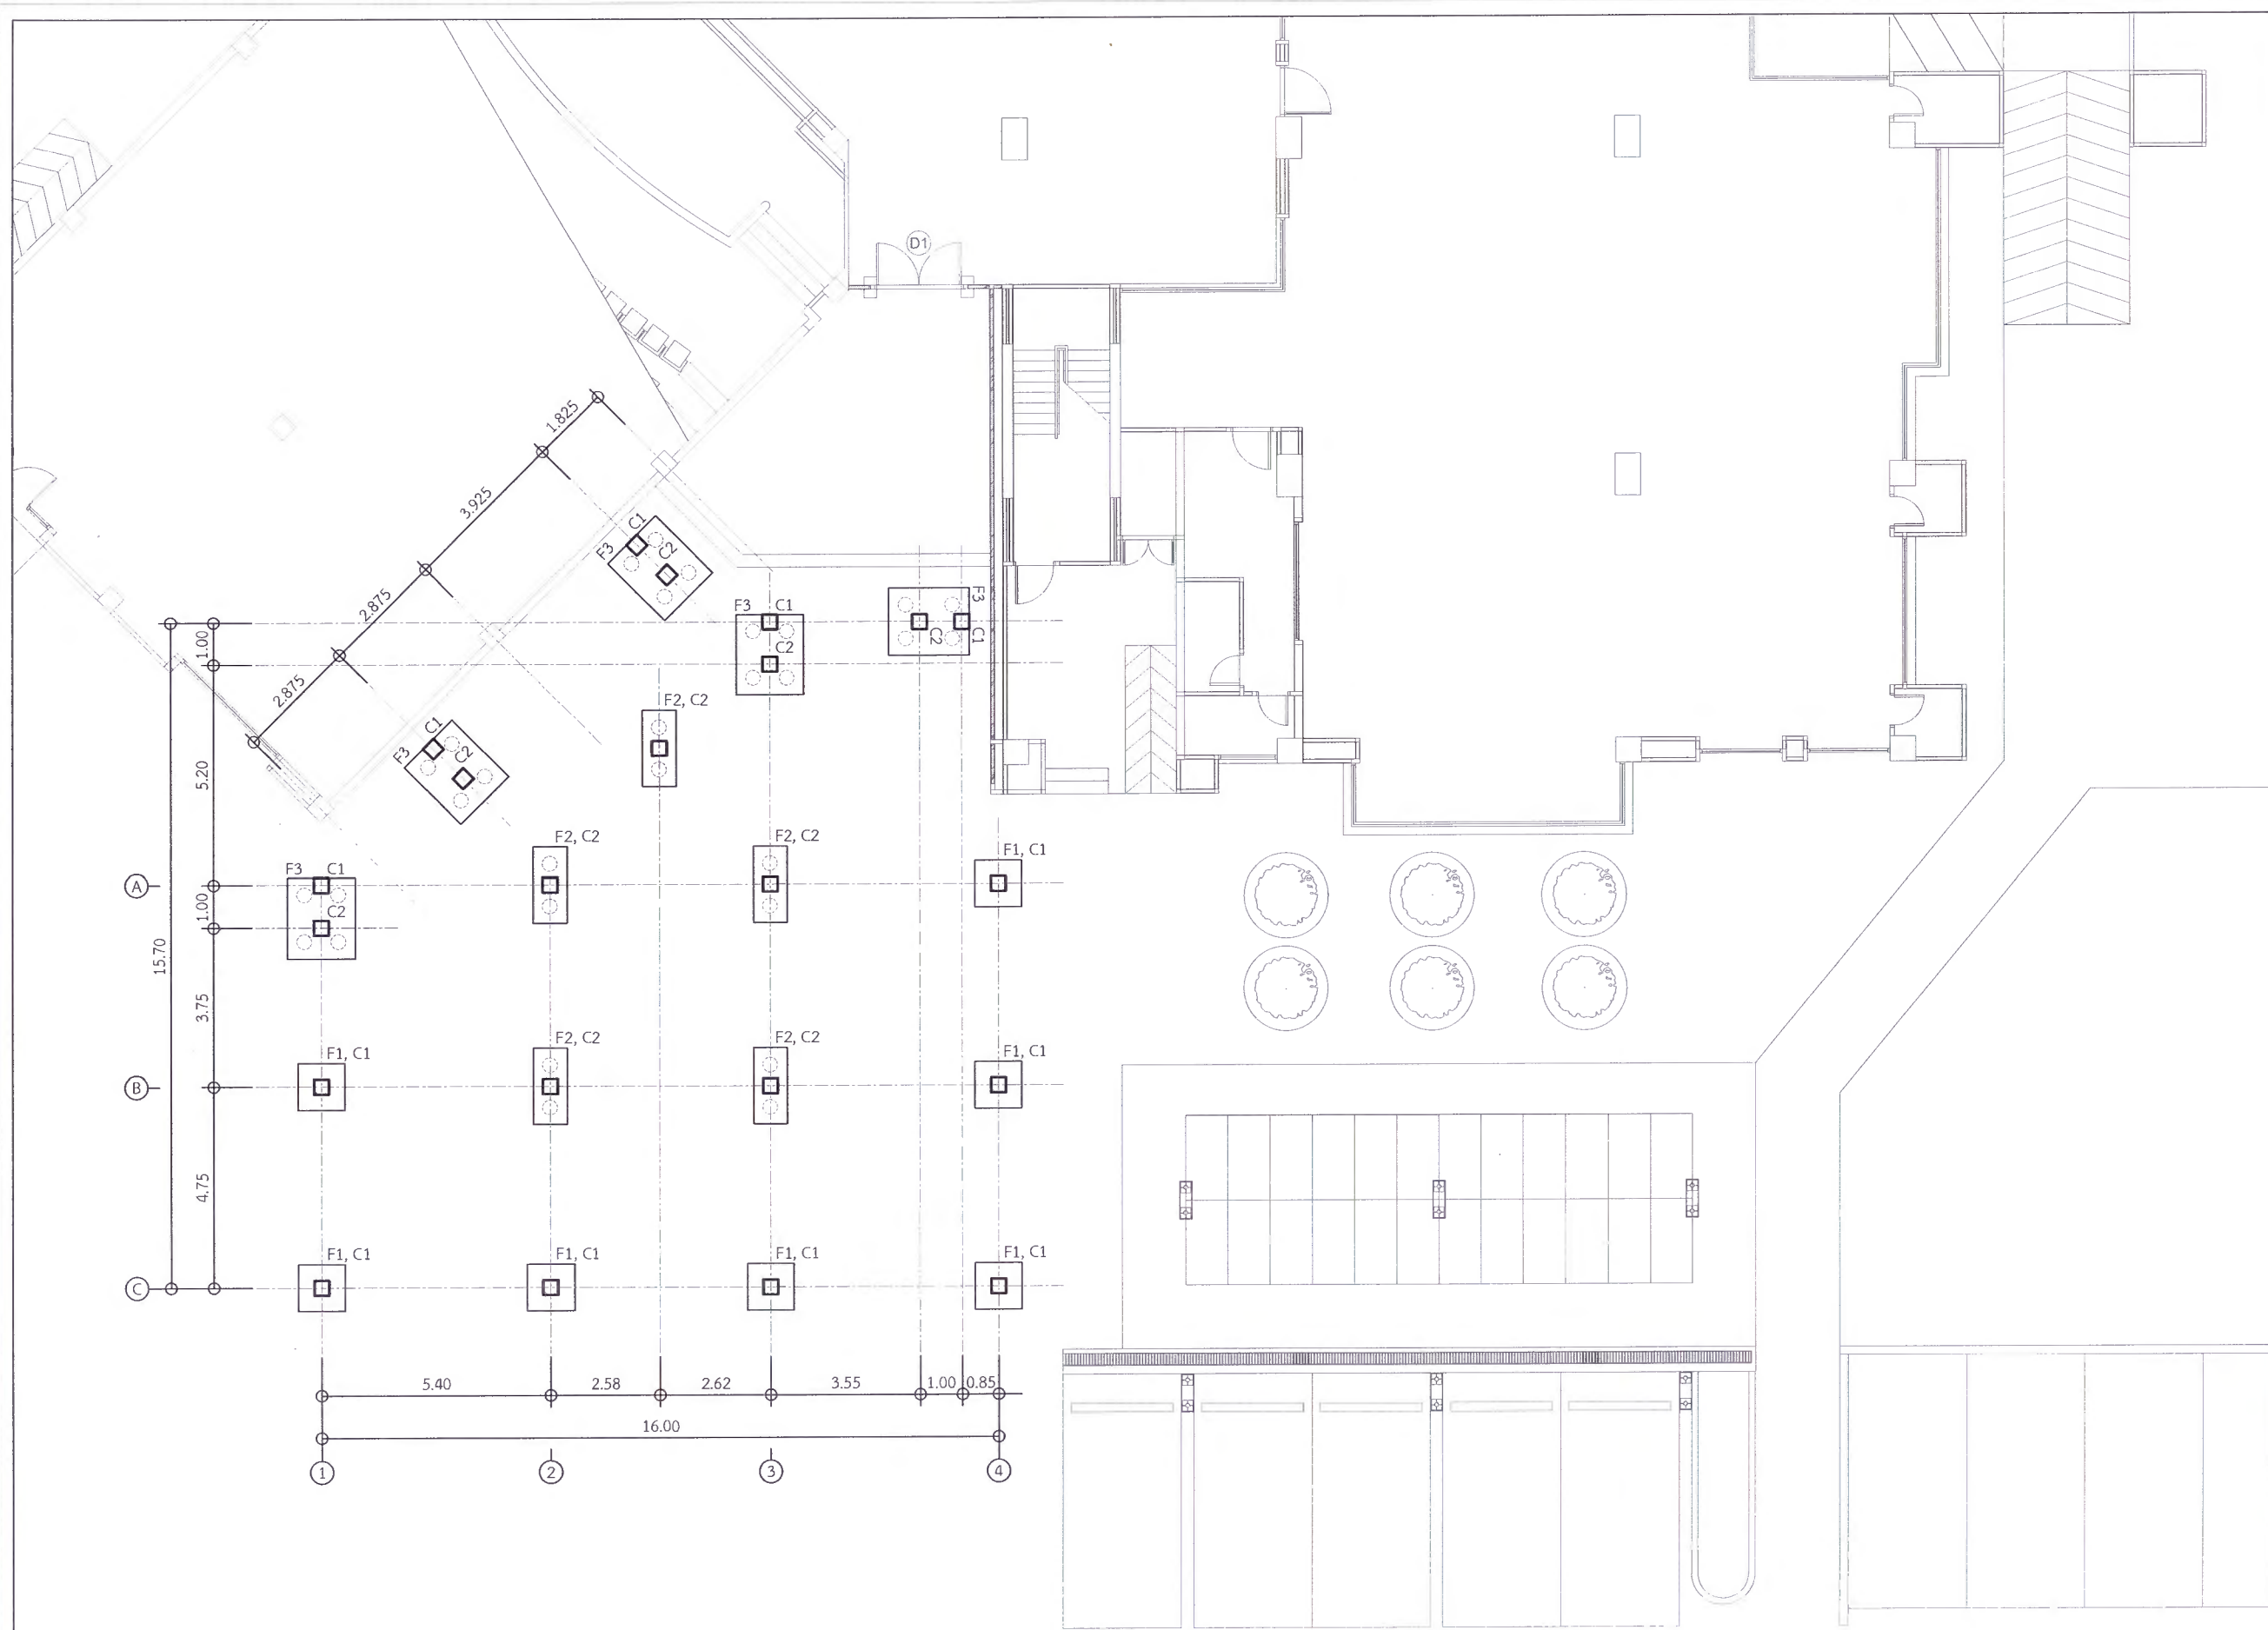 D1
1.825
3.925
2.875
2.875
C1
F3 C2
F3 C1
C2
F3
C2 C1
F2, C2
C1
F3 C2
1.00
5.20
1.00
3.75
4.75
15.70
A
F3 C1
C2
F2, C2
F2, C2
F1, C1
B
F1, C1
F2, C2
F2, C2
F1, C1
C
F1, C1
F1, C1
F1, C1
F1, C1
5.40 2.58 2.62 3.55 1.00 0.85
16.00
1 2 3 4